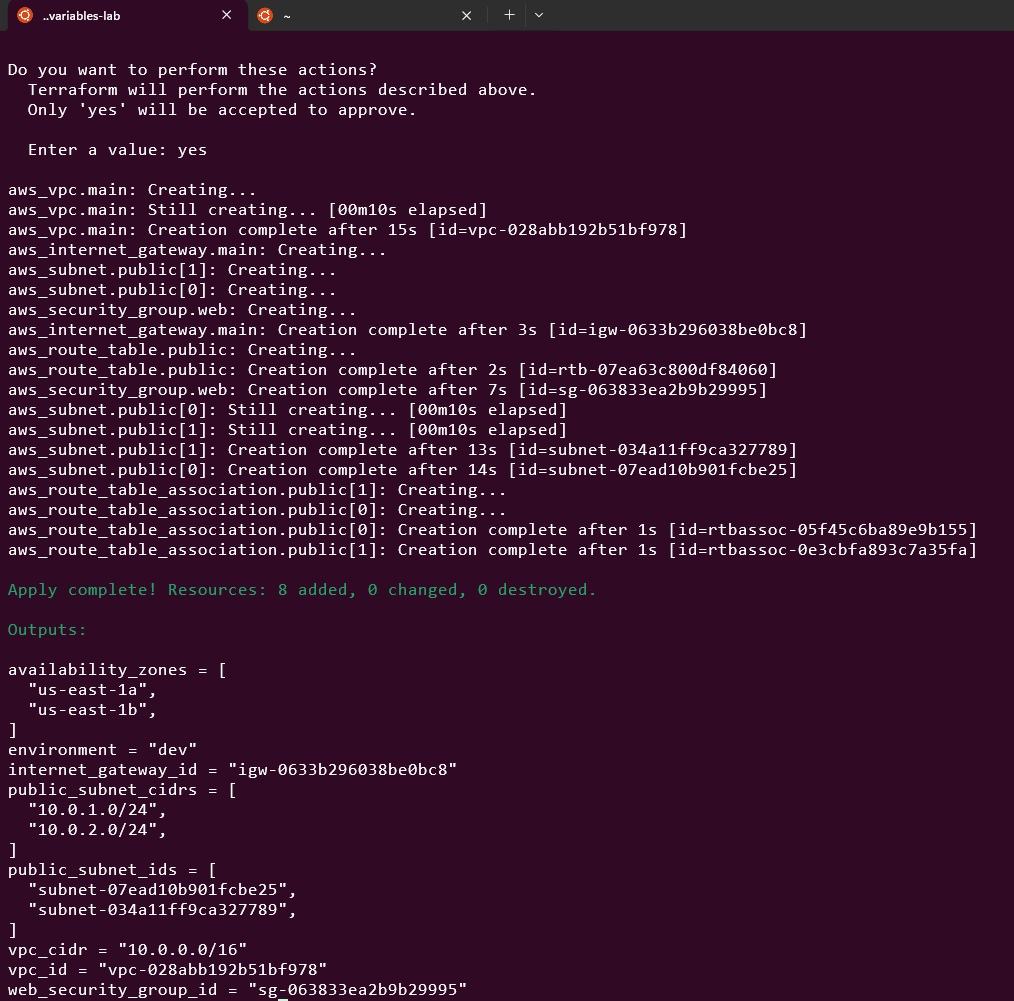 ..variables-lab
~
Do you want to perform these actions?
  Terraform will perform the actions described above.
  Only 'yes' will be accepted to approve.

  Enter a value: yes

aws_vpc.main: Creating...
aws_vpc.main: Still creating... [00m10s elapsed]
aws_vpc.main: Creation complete after 15s [id=vpc-028abb192b51bf978]
aws_internet_gateway.main: Creating...
aws_subnet.public[1]: Creating...
aws_subnet.public[0]: Creating...
aws_security_group.web: Creating...
aws_internet_gateway.main: Creation complete after 3s [id=igw-0633b296038be0bc8]
aws_route_table.public: Creating...
aws_route_table.public: Creation complete after 2s [id=rtb-07ea63c800df84060]
aws_security_group.web: Creation complete after 7s [id=sg-063833ea2b9b29995]
aws_subnet.public[0]: Still creating... [00m10s elapsed]
aws_subnet.public[1]: Still creating... [00m10s elapsed]
aws_subnet.public[1]: Creation complete after 13s [id=subnet-034a11ff9ca327789]
aws_subnet.public[0]: Creation complete after 14s [id=subnet-07ead10b901fcbe25]
aws_route_table_association.public[1]: Creating...
aws_route_table_association.public[0]: Creating...
aws_route_table_association.public[0]: Creation complete after 1s [id=rtbassoc-05f45c6ba89e9b155]
aws_route_table_association.public[1]: Creation complete after 1s [id=rtbassoc-0e3cbfa893c7a35fa]

Apply complete! Resources: 8 added, 0 changed, 0 destroyed.

Outputs:

availability_zones = [
  "us-east-1a",
  "us-east-1b",
]
environment = "dev"
internet_gateway_id = "igw-0633b296038be0bc8"
public_subnet_cidrs = [
  "10.0.1.0/24",
  "10.0.2.0/24",
]
public_subnet_ids = [
  "subnet-07ead10b901fcbe25",
  "subnet-034a11ff9ca327789",
]
vpc_cidr = "10.0.0.0/16"
vpc_id = "vpc-028abb192b51bf978"
web_security_group_id = "sg-063833ea2b9b29995"